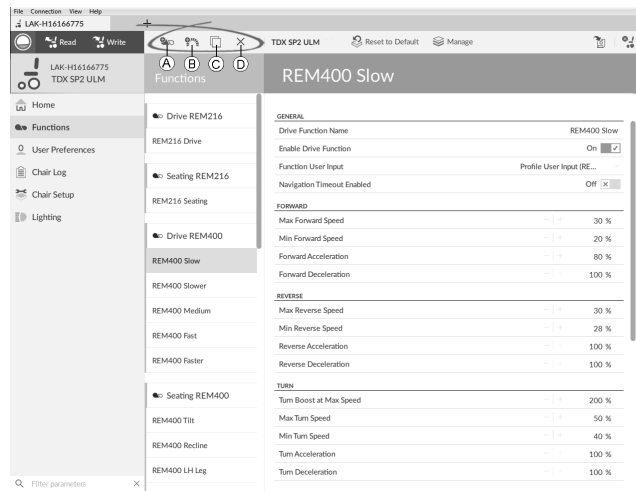 File Connection View Help
LAK-H16166775
Read Write TDX SP2 ULM Reset to Default Manage
A B C D
LAK-H16166775
TDX SP2 ULM
Functions
REM400 Slow
Home
Functions
User Preferences
Chair Log
Chair Setup
Lighting
Filter parameters
Drive REM216
REM216 Drive
Seating REM216
REM216 Seating
Drive REM400
REM400 Slow
REM400 Slower
REM400 Medium
REM400 Fast
REM400 Faster
Seating REM400
REM400 Tilt
REM400 Recline
REM400 LH Leg
GENERAL
Drive Function Name REM400 Slow
Enable Drive Function On
Function User Input Profile User Input (RE...
Navigation Timeout Enabled Off
FORWARD
Max Forward Speed - + 30 %
Min Forward Speed - + 20 %
Forward Acceleration - + 80 %
Forward Deceleration - + 100 %
REVERSE
Max Reverse Speed - + 30 %
Min Reverse Speed - + 28 %
Reverse Acceleration - + 100 %
Reverse Deceleration - + 100 %
TURN
Turn Boost at Max Speed - + 200 %
Max Turn Speed - + 50 %
Min Turn Speed - + 40 %
Turn Acceleration - + 100 %
Turn Deceleration - + 100 %